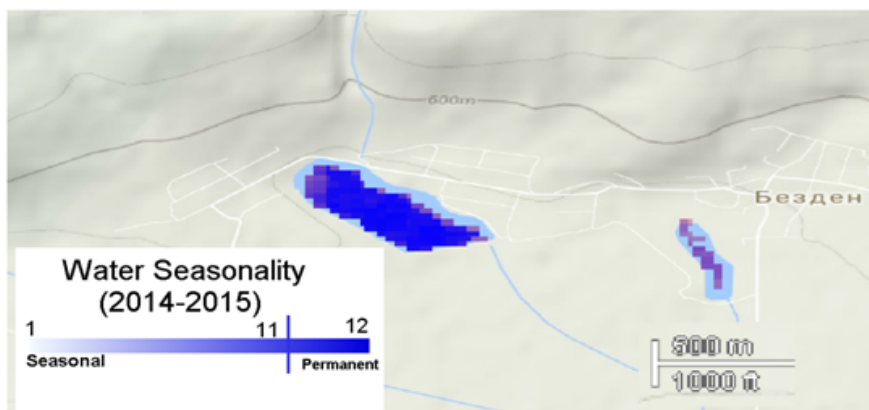 600m
Безден
Water Seasonality
(2014-2015)
1 11 12
Seasonal Permanent
500 m
1000 ft